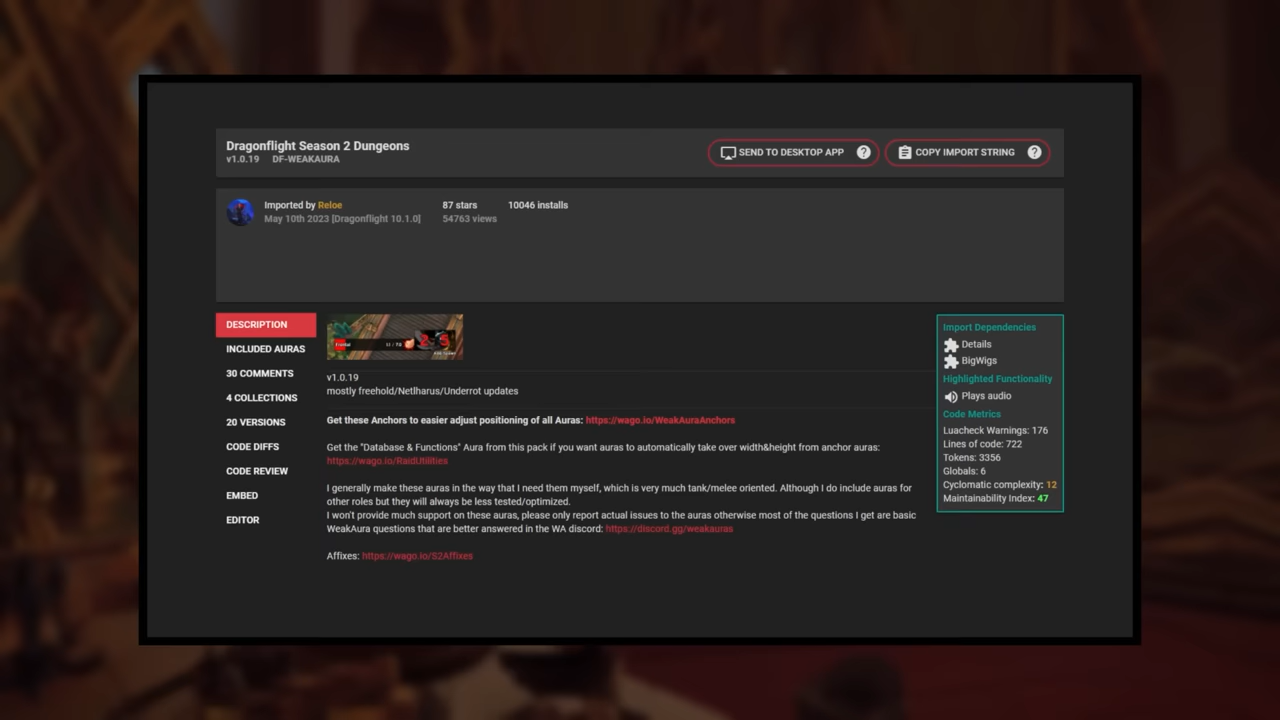 Dragonflight Season 2 Dungeons
v1.0.19 DF-WEAKAURA
SEND TO DESKTOP APP ?
COPY IMPORT STRING ?
Imported by Reloe
May 10th 2023 [Dragonflight 10.1.0]
87 stars
54763 views
10046 installs
DESCRIPTION
INCLUDED AURAS
30 COMMENTS
4 COLLECTIONS
20 VERSIONS
CODE DIFFS
CODE REVIEW
EMBED
EDITOR
v1.0.19
mostly freehold/Netlharus/Underrot updates
Get these Anchors to easier adjust positioning of all Auras: https://wago.io/WeakAuraAnchors
Get the "Database & Functions" Aura from this pack if you want auras to automatically take over width&height from anchor auras:
https://wago.io/RaidUtilities
I generally make these auras in the way that I need them myself, which is very much tank/melee oriented. Although I do include auras for
other roles but they will always be less tested/optimized.
I won't provide much support on these auras, please only report actual issues to the auras otherwise most of the questions I get are basic
WeakAura questions that are better answered in the WA discord: https://discord.gg/weakauras
Affixes: https://wago.io/S2Affixes
Import Dependencies
Details
BigWigs
Highlighted Functionality
Plays audio
Code Metrics
Luacheck Warnings: 176
Lines of code: 722
Tokens: 3356
Globals: 6
Cyclomatic complexity: 12
Maintainability Index: 47